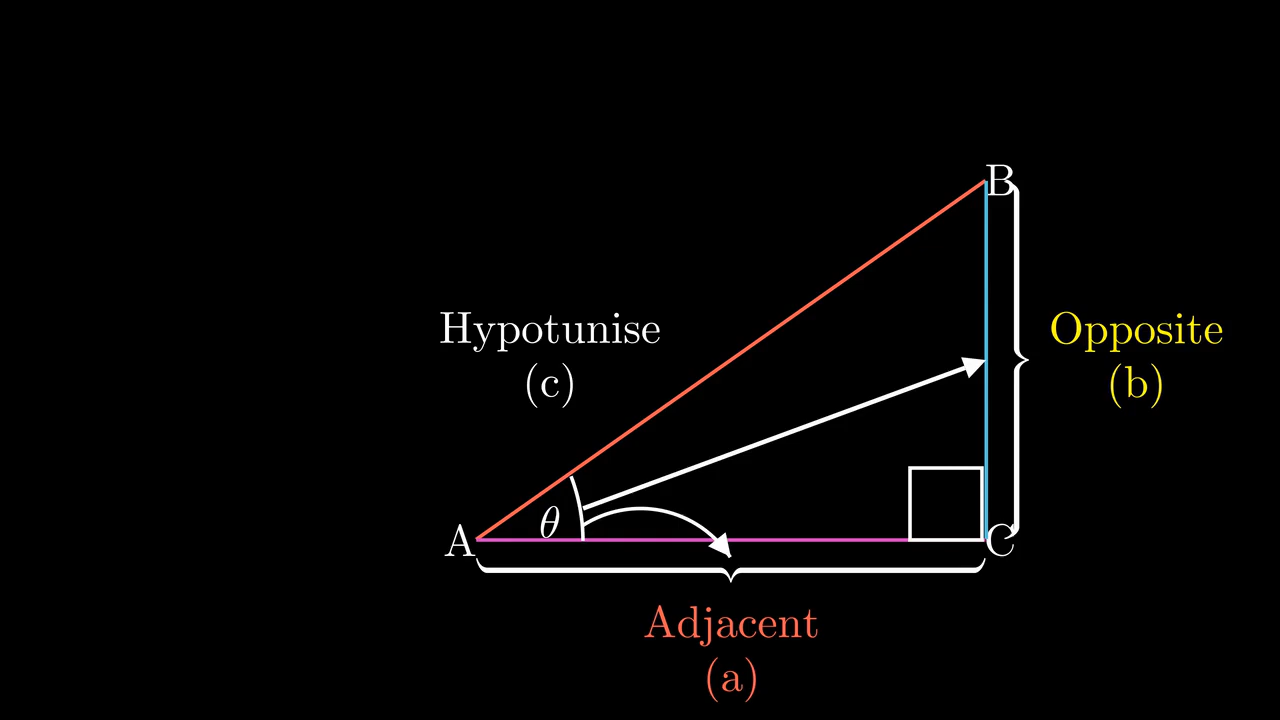 B
Hypotunise
(c)
Opposite
(b)
θ
A
C
Adjacent
(a)